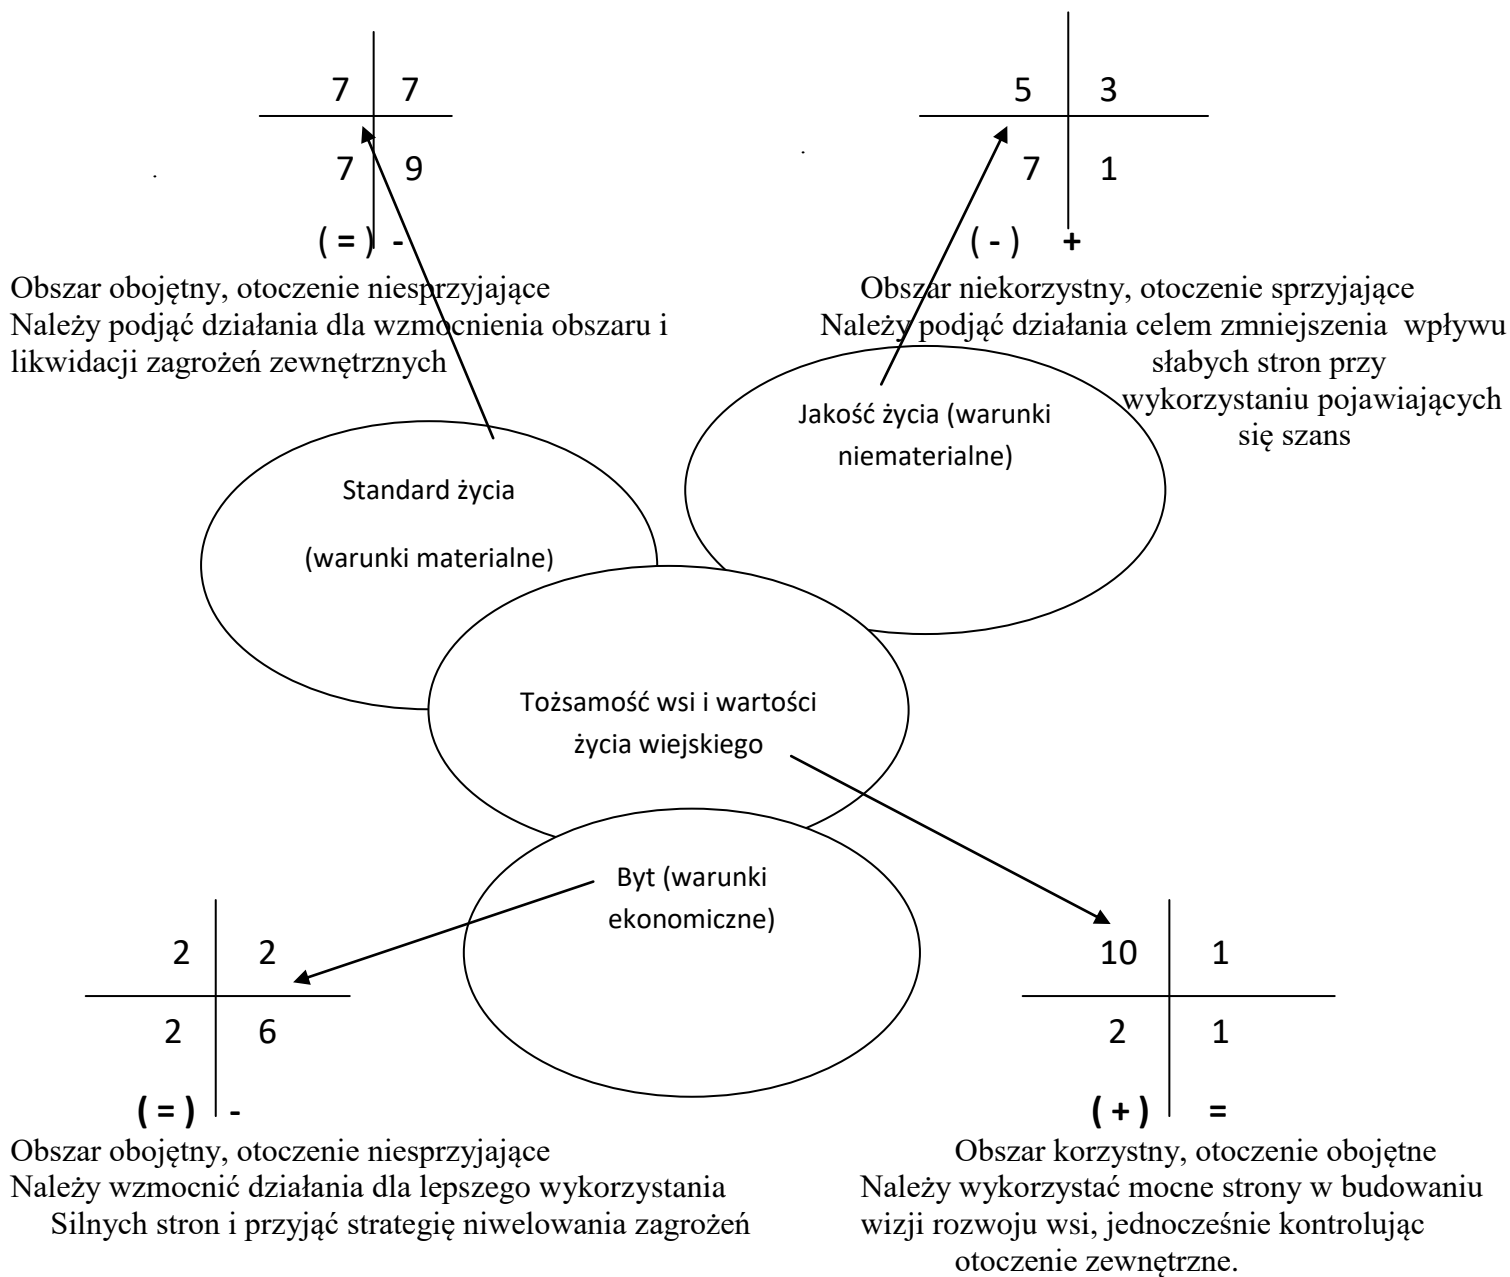 7 7
7 9
( = ) -
Obszar obojętny, otoczenie niesprzyjające
Należy podjąć działania dla wzmocnienia obszaru i
likwidacji zagrożeń zewnętrznych
5 3
7 1
( - ) +
Obszar niekorzystny, otoczenie sprzyjające
Należy podjąć działania celem zmniejszenia wpływu
słabych stron przy
wykorzystaniu pojawiających
się szans
Jakość życia (warunki
niematerialne)
Standard życia
(warunki materialne)
Tożsamość wsi i wartości
życia wiejskiego
Byt (warunki
ekonomiczne)
2 2
2 6
( = ) -
Obszar obojętny, otoczenie niesprzyjające
Należy wzmocnić działania dla lepszego wykorzystania
Silnych stron i przyjąć strategię niwelowania zagrożeń
10 1
2 1
( + ) =
Obszar korzystny, otoczenie obojętne
Należy wykorzystać mocne strony w budowaniu
wizji rozwoju wsi, jednocześnie kontrolując
otoczenie zewnętrzne.